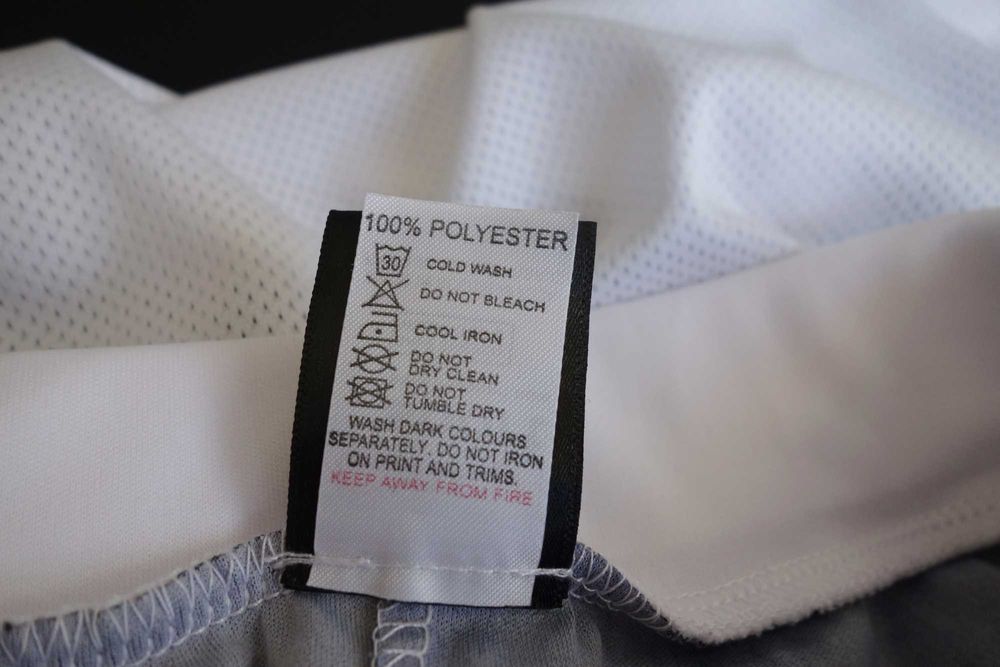 100% POLYESTER
30
COLD WASH
DO NOT BLEACH
COOL IRON
DO NOT
DRY CLEAN
DO NOT
TUMBLE DRY
WASH DARK COLOURS
SEPARATELY. DO NOT IRON
ON PRINT AND TRIMS.
KEEP AWAY FROM FIRE